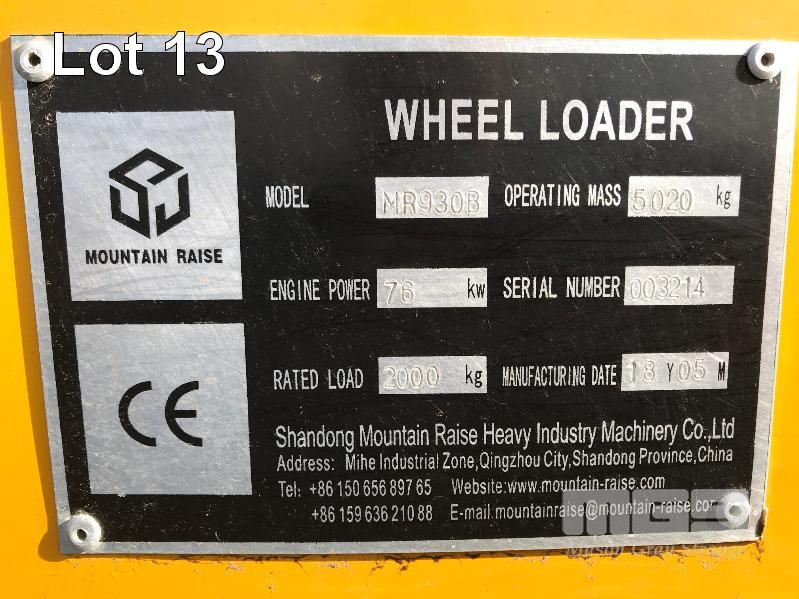 Lot 13
WHEEL LOADER
MOUNTAIN RAISE
MODEL MR930B OPERATING MASS 5020 kg
ENGINE POWER 76 kw SERIAL NUMBER 003214
RATED LOAD 2000 kg MANUFACTURING DATE 18 Y05 M
CE
Shandong Mountain Raise Heavy Industry Machinery Co.,Ltd
Address: Mihe Industrial Zone,Qingzhou City,Shandong Province,China
Tel: +86 150 656 897 65 Website:www.mountain-raise.com
+86 159 636 210 88 E-mail:mountainraise@mountain-raise.com